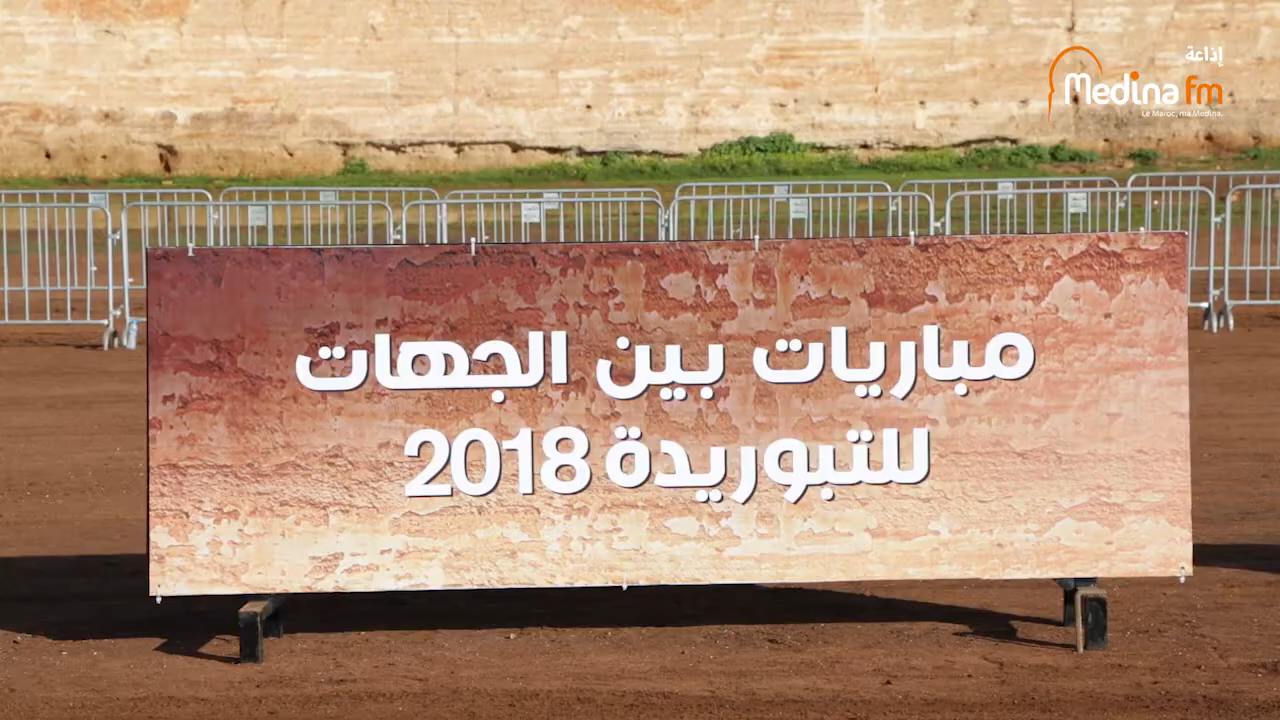 إذاعة
Medina fm
Le Maroc, ma Medina.
مباريات بين الجهات
للتبوريدة 2018